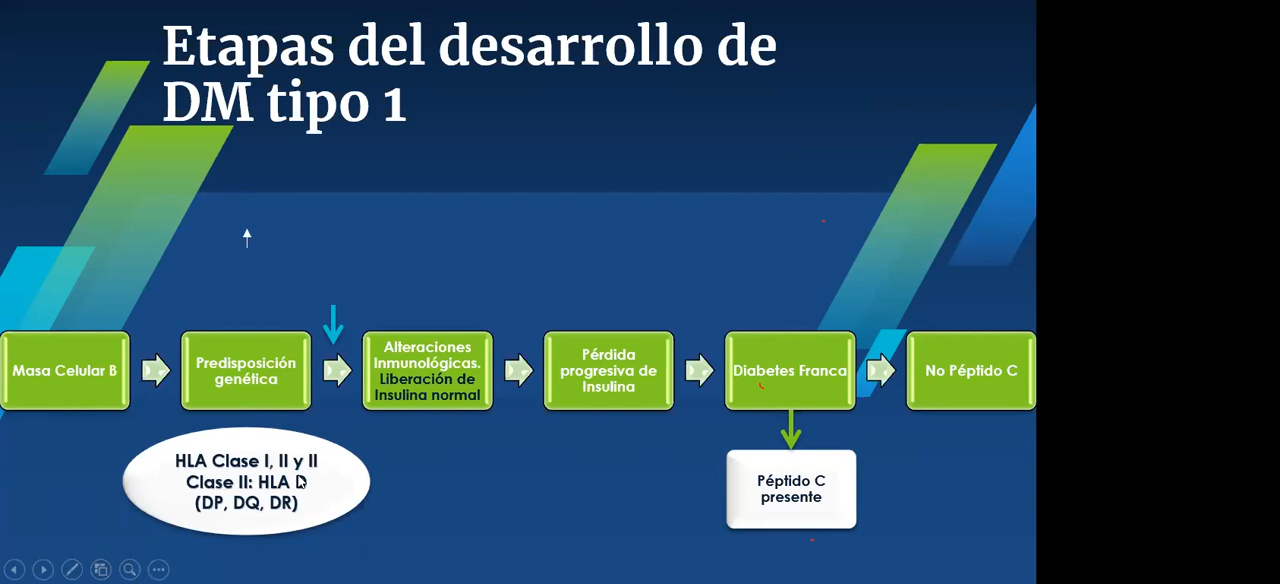 Etapas del desarrollo de
DM tipo 1
Masa Celular B
Predisposición
genética
Alteraciones
Inmunológicas.
Liberación de
Insulina normal
Pérdida
progresiva de
Insulina
Diabetes Franca
No Péptido C
HLA Clase I, II y II
Clase II: HLA D
(DP, DQ, DR)
Péptido C
presente